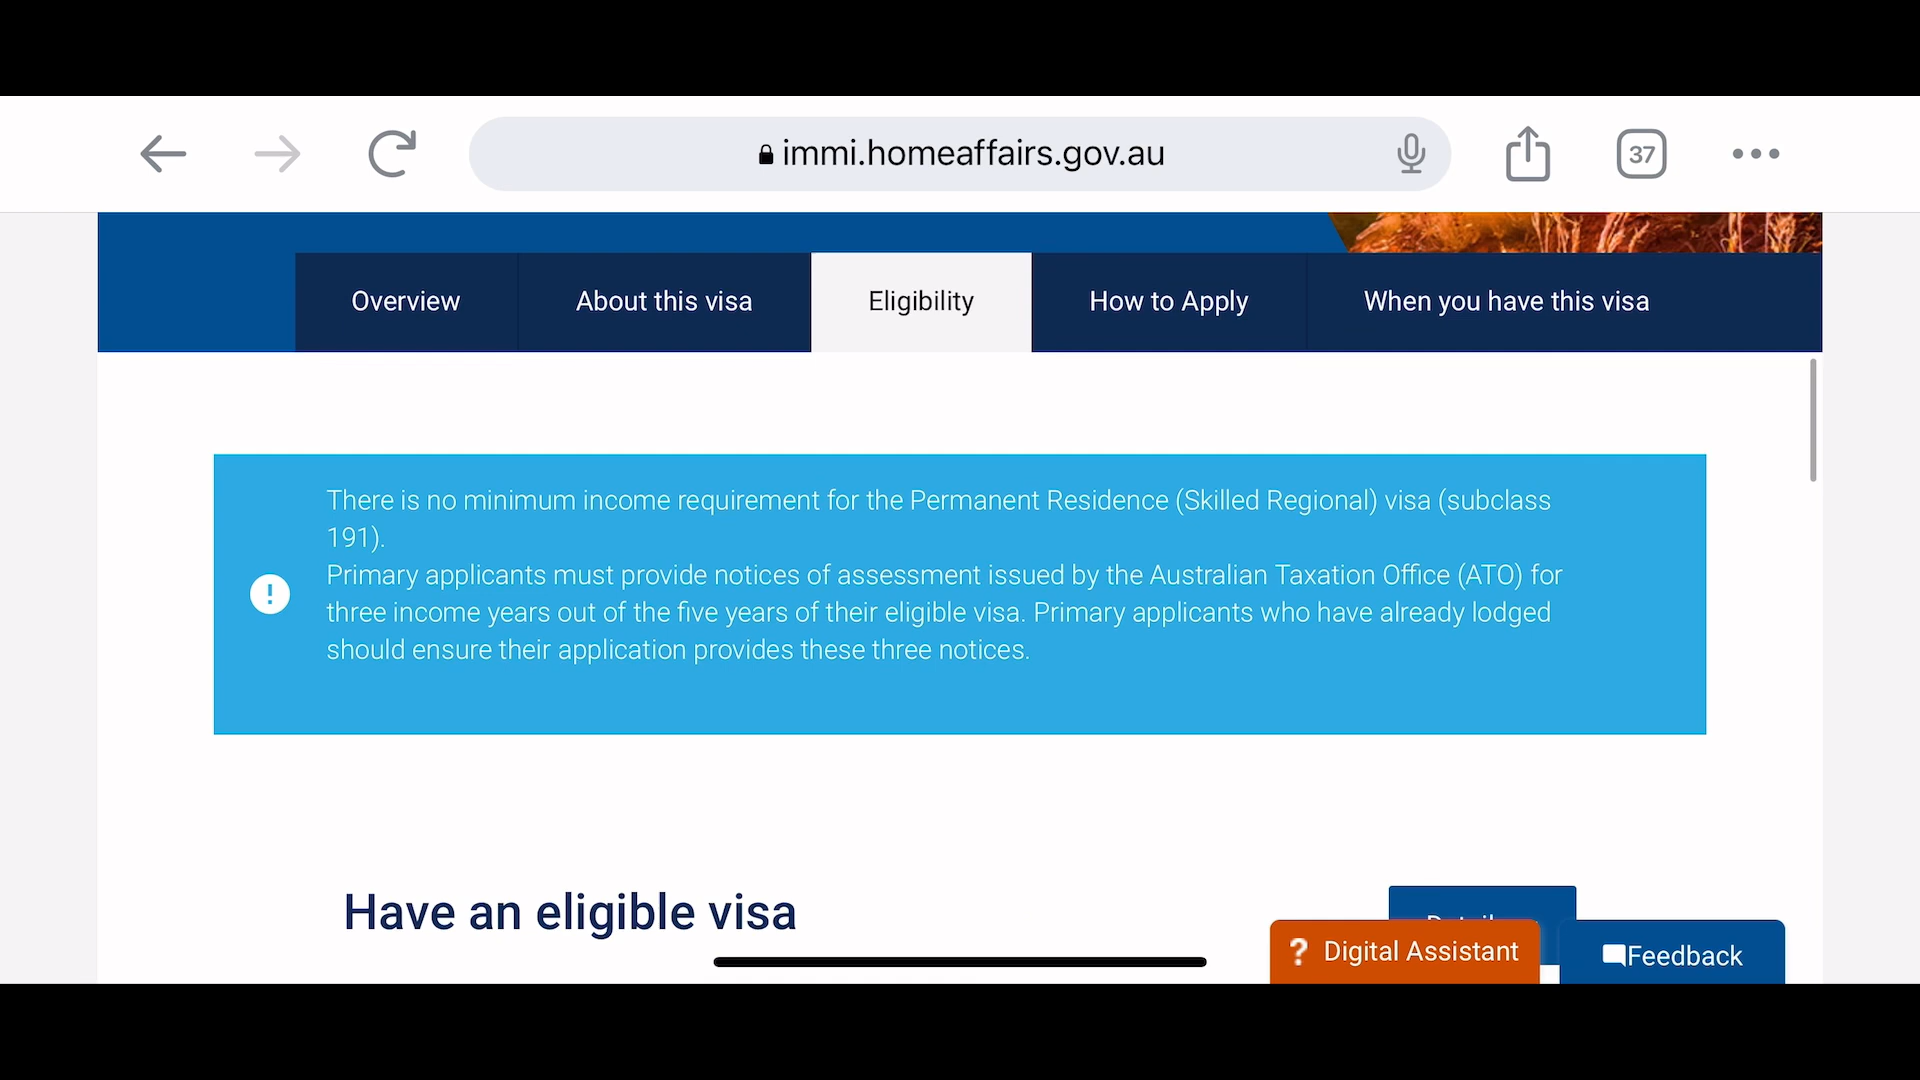 immi.homeaffairs.gov.au
37
Overview
About this visa
Eligibility
How to Apply
When you have this visa
There is no minimum income requirement for the Permanent Residence (Skilled Regional) visa (subclass
191).
Primary applicants must provide notices of assessment issued by the Australian Taxation Office (ATO) for
three income years out of the five years of their eligible visa. Primary applicants who have already lodged
should ensure their application provides these three notices.
Have an eligible visa
? Digital Assistant
Feedback